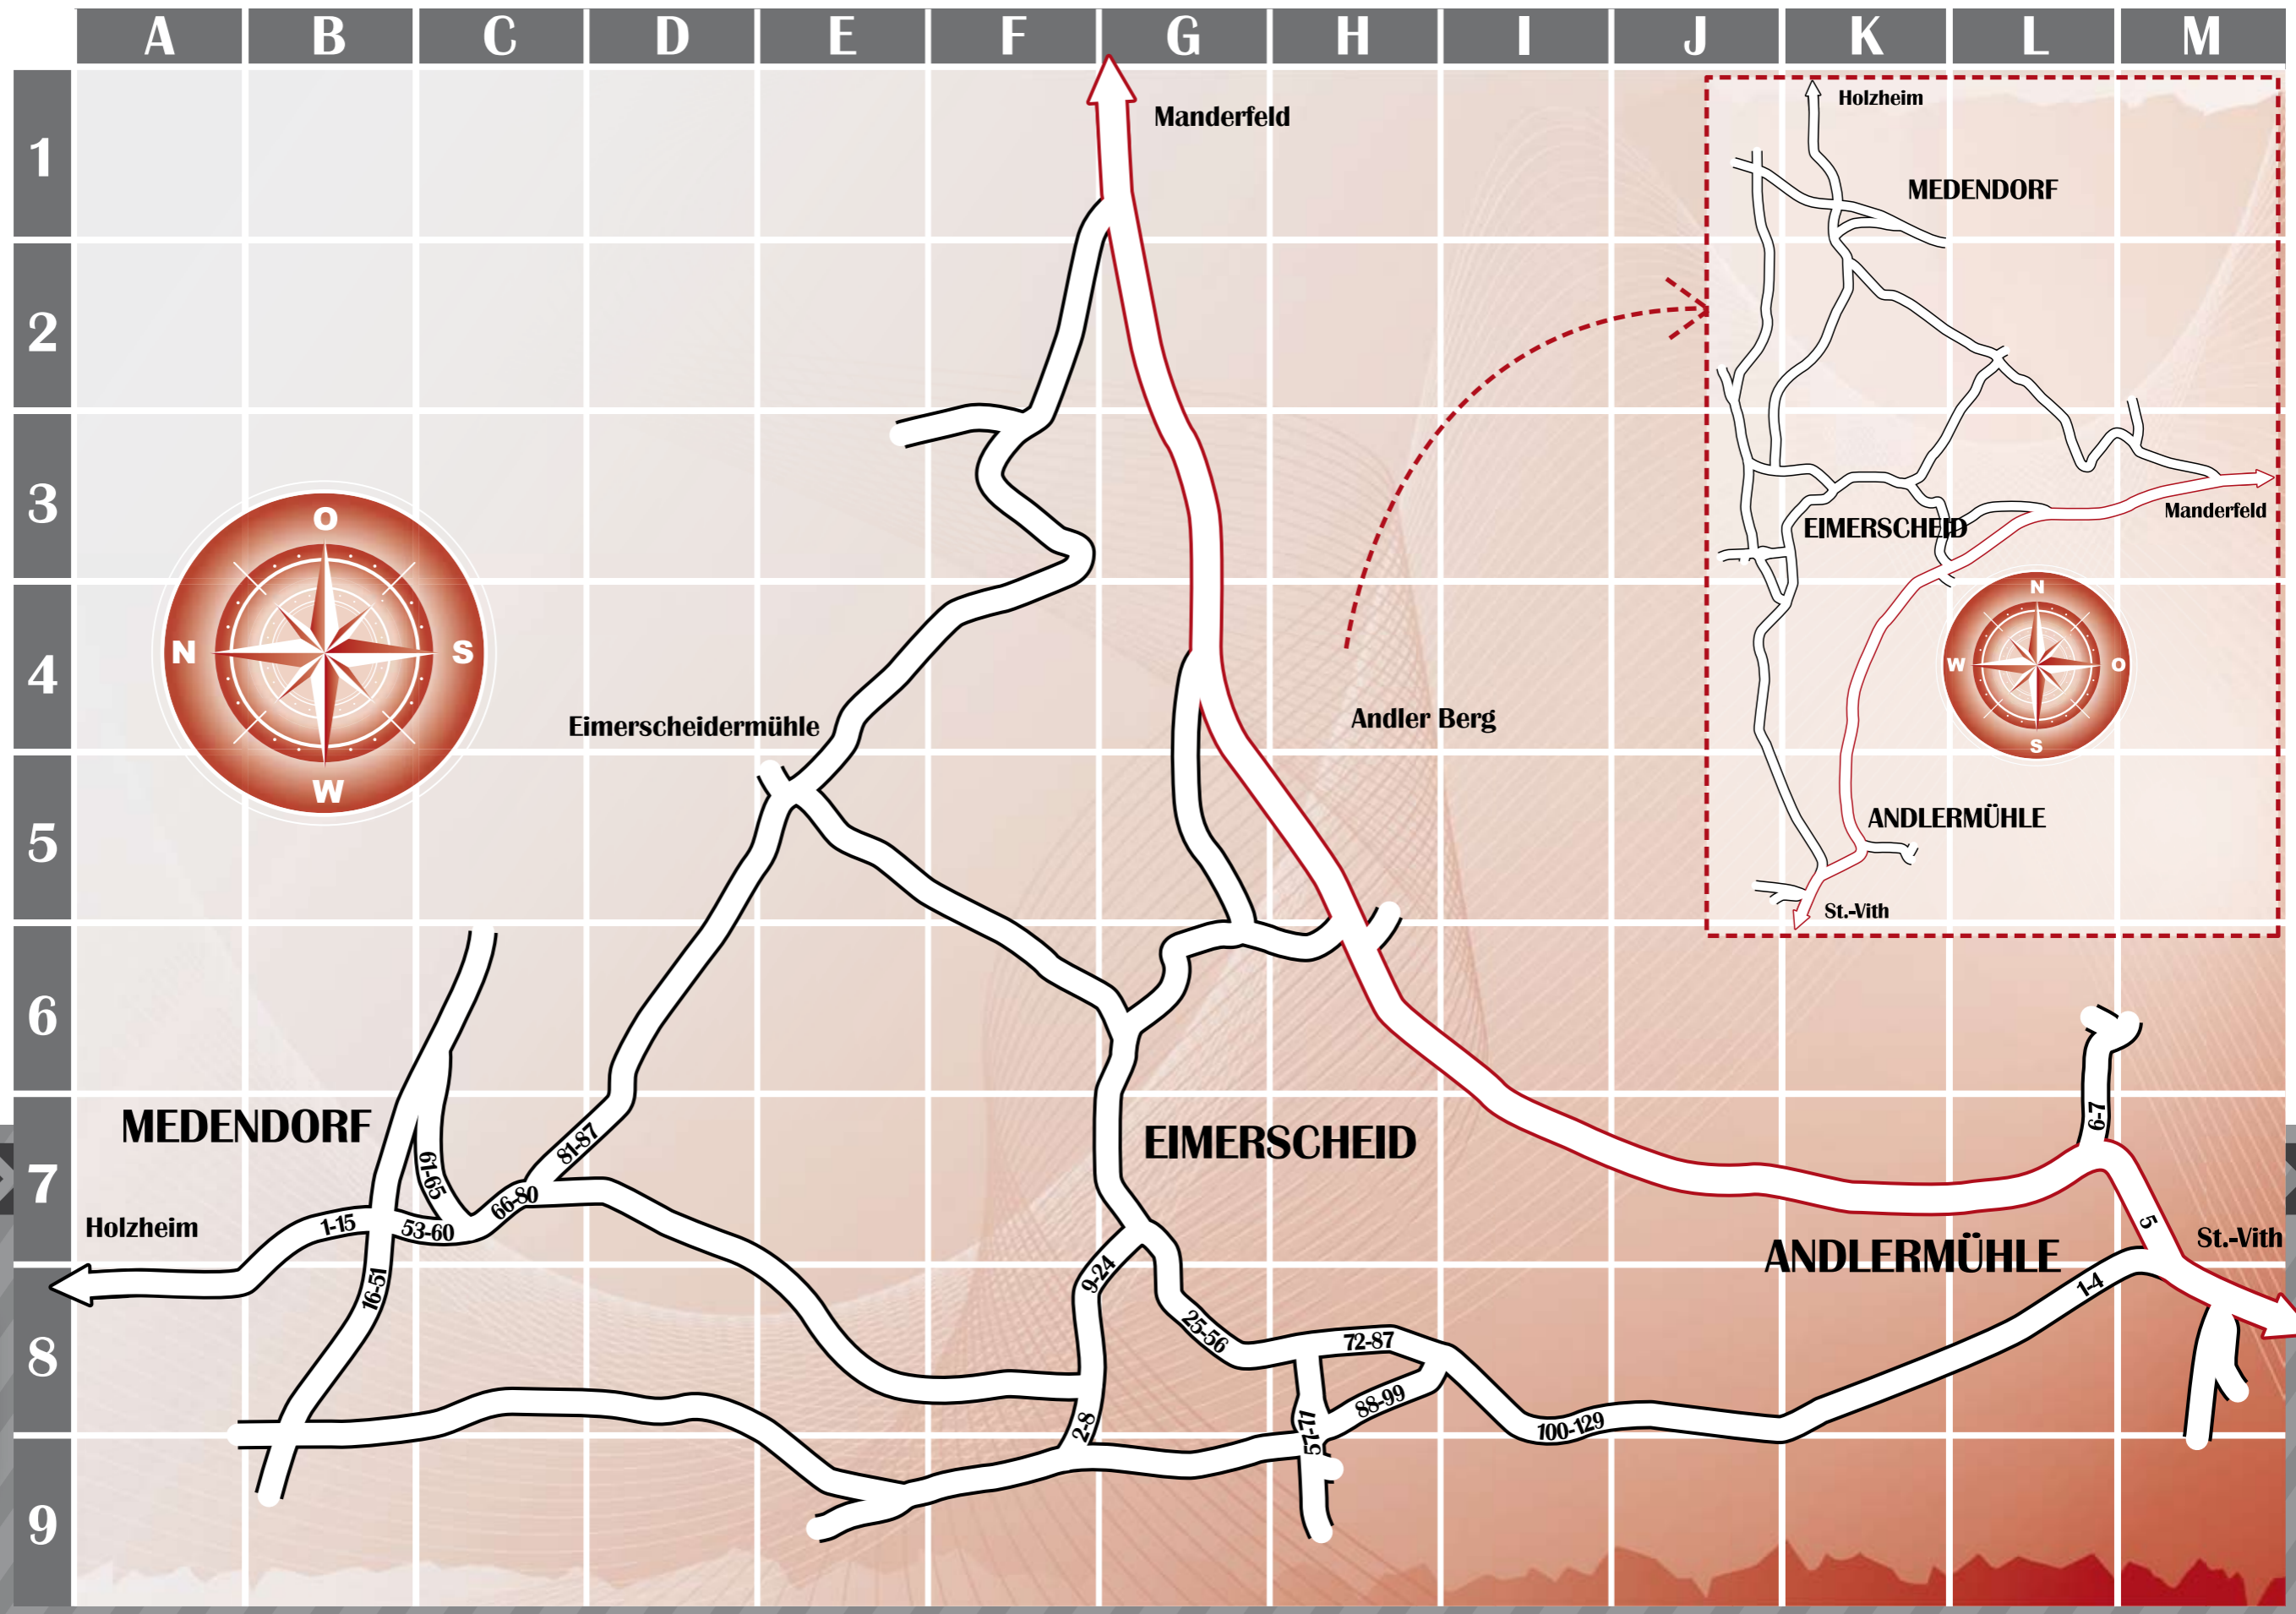 A B C D E F G H I J K L M
1
2
3
4
5
6
7
8
9
Manderfeld
Holzheim
MEDENDORF
EIMERSCHEID
Manderfeld
N
W
O
S
ANDLERMÜHLE
St.-Vith
O
N
S
W
Eimerscheidermühle
Andler Berg
MEDENDORF
EIMERSCHEID
6-7
81-87
61-65
66-80
Holzheim
1-15
53-60
5
St.-Vith
ANDLERMÜHLE
16-51
9-24
1-4
25-56
72-87
88-99
2-8
57-71
100-129